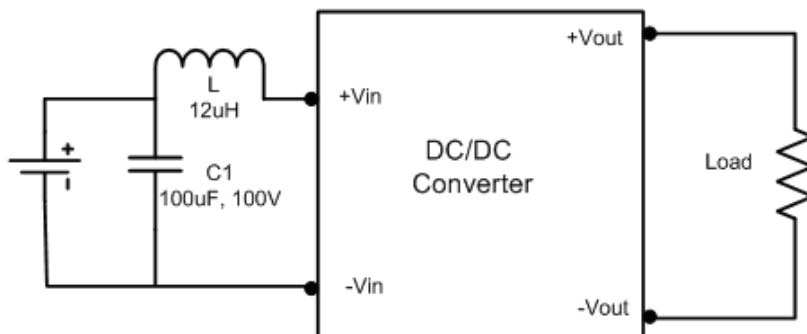 L
12uH
+
C1
100uF, 100V
+Vin
-Vin
DC/DC
Converter
+Vout
-Vout
Load